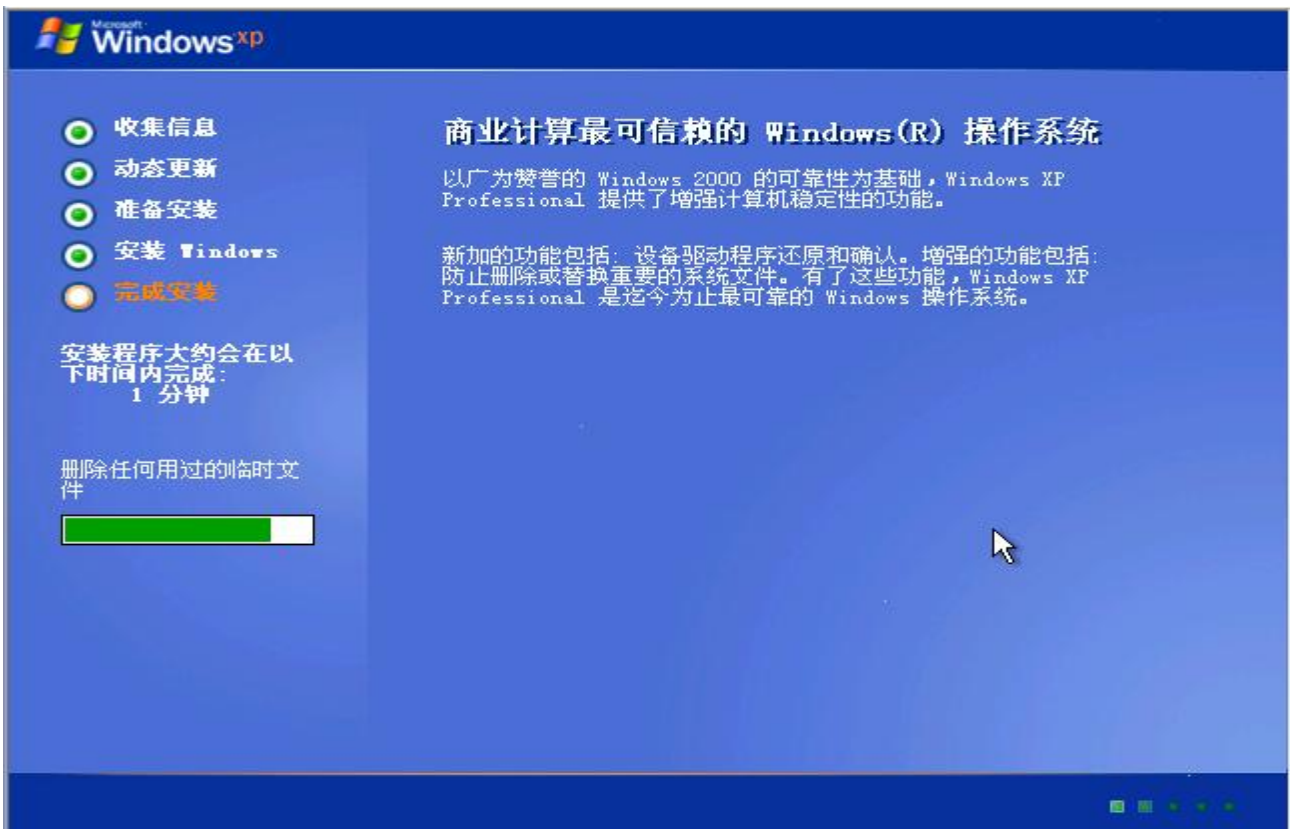 Microsoft
Windows xp
收集信息
动态更新
准备安装
安装 Windows
完成安装
安装程序大约会在以
下时间内完成:
1 分钟
删除任何用过的临时文
件
商业计算最可信赖的 Windows(R) 操作系统
以广为赞誉的 Windows 2000 的可靠性为基础，Windows XP
Professional 提供了增强计算机稳定性的功能。
新加的功能包括: 设备驱动程序还原和确认。增强的功能包括:
防止删除或替换重要的系统文件。有了这些功能，Windows XP
Professional 是迄今为止最可靠的 Windows 操作系统。